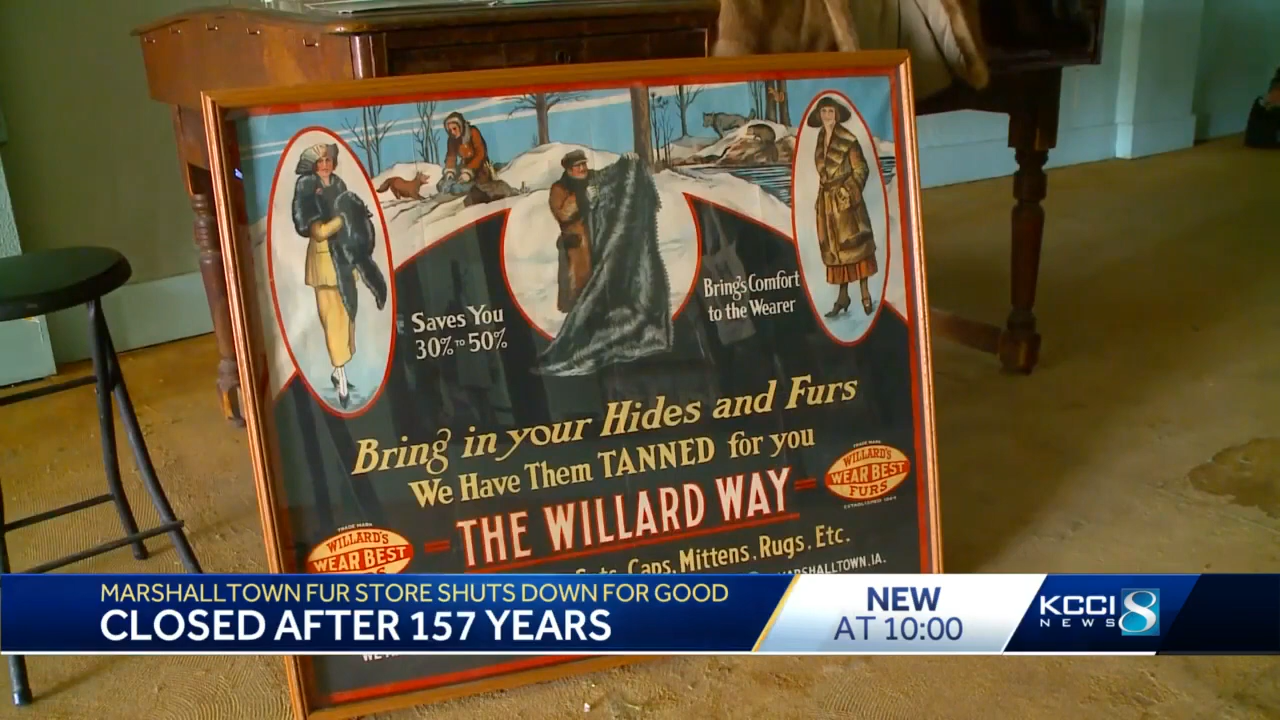 Saves You
30% TO 50%
Bring's Comfort
to the Wearer
Bring in your Hides and Furs
We Have Them TANNED for you
THE WILLARD WAY
TRADE MARK
WILLARD'S
WEAR BEST
FURS
ESTABLISHED 1864
TRADE MARK
WILLARD'S
WEAR BEST
Caps, Mittens, Rugs, Etc.
MARSHALLTOWN, IA.
MARSHALLTOWN FUR STORE SHUTS DOWN FOR GOOD
CLOSED AFTER 157 YEARS
NEW
AT 10:00
KCCI 8
NEWS